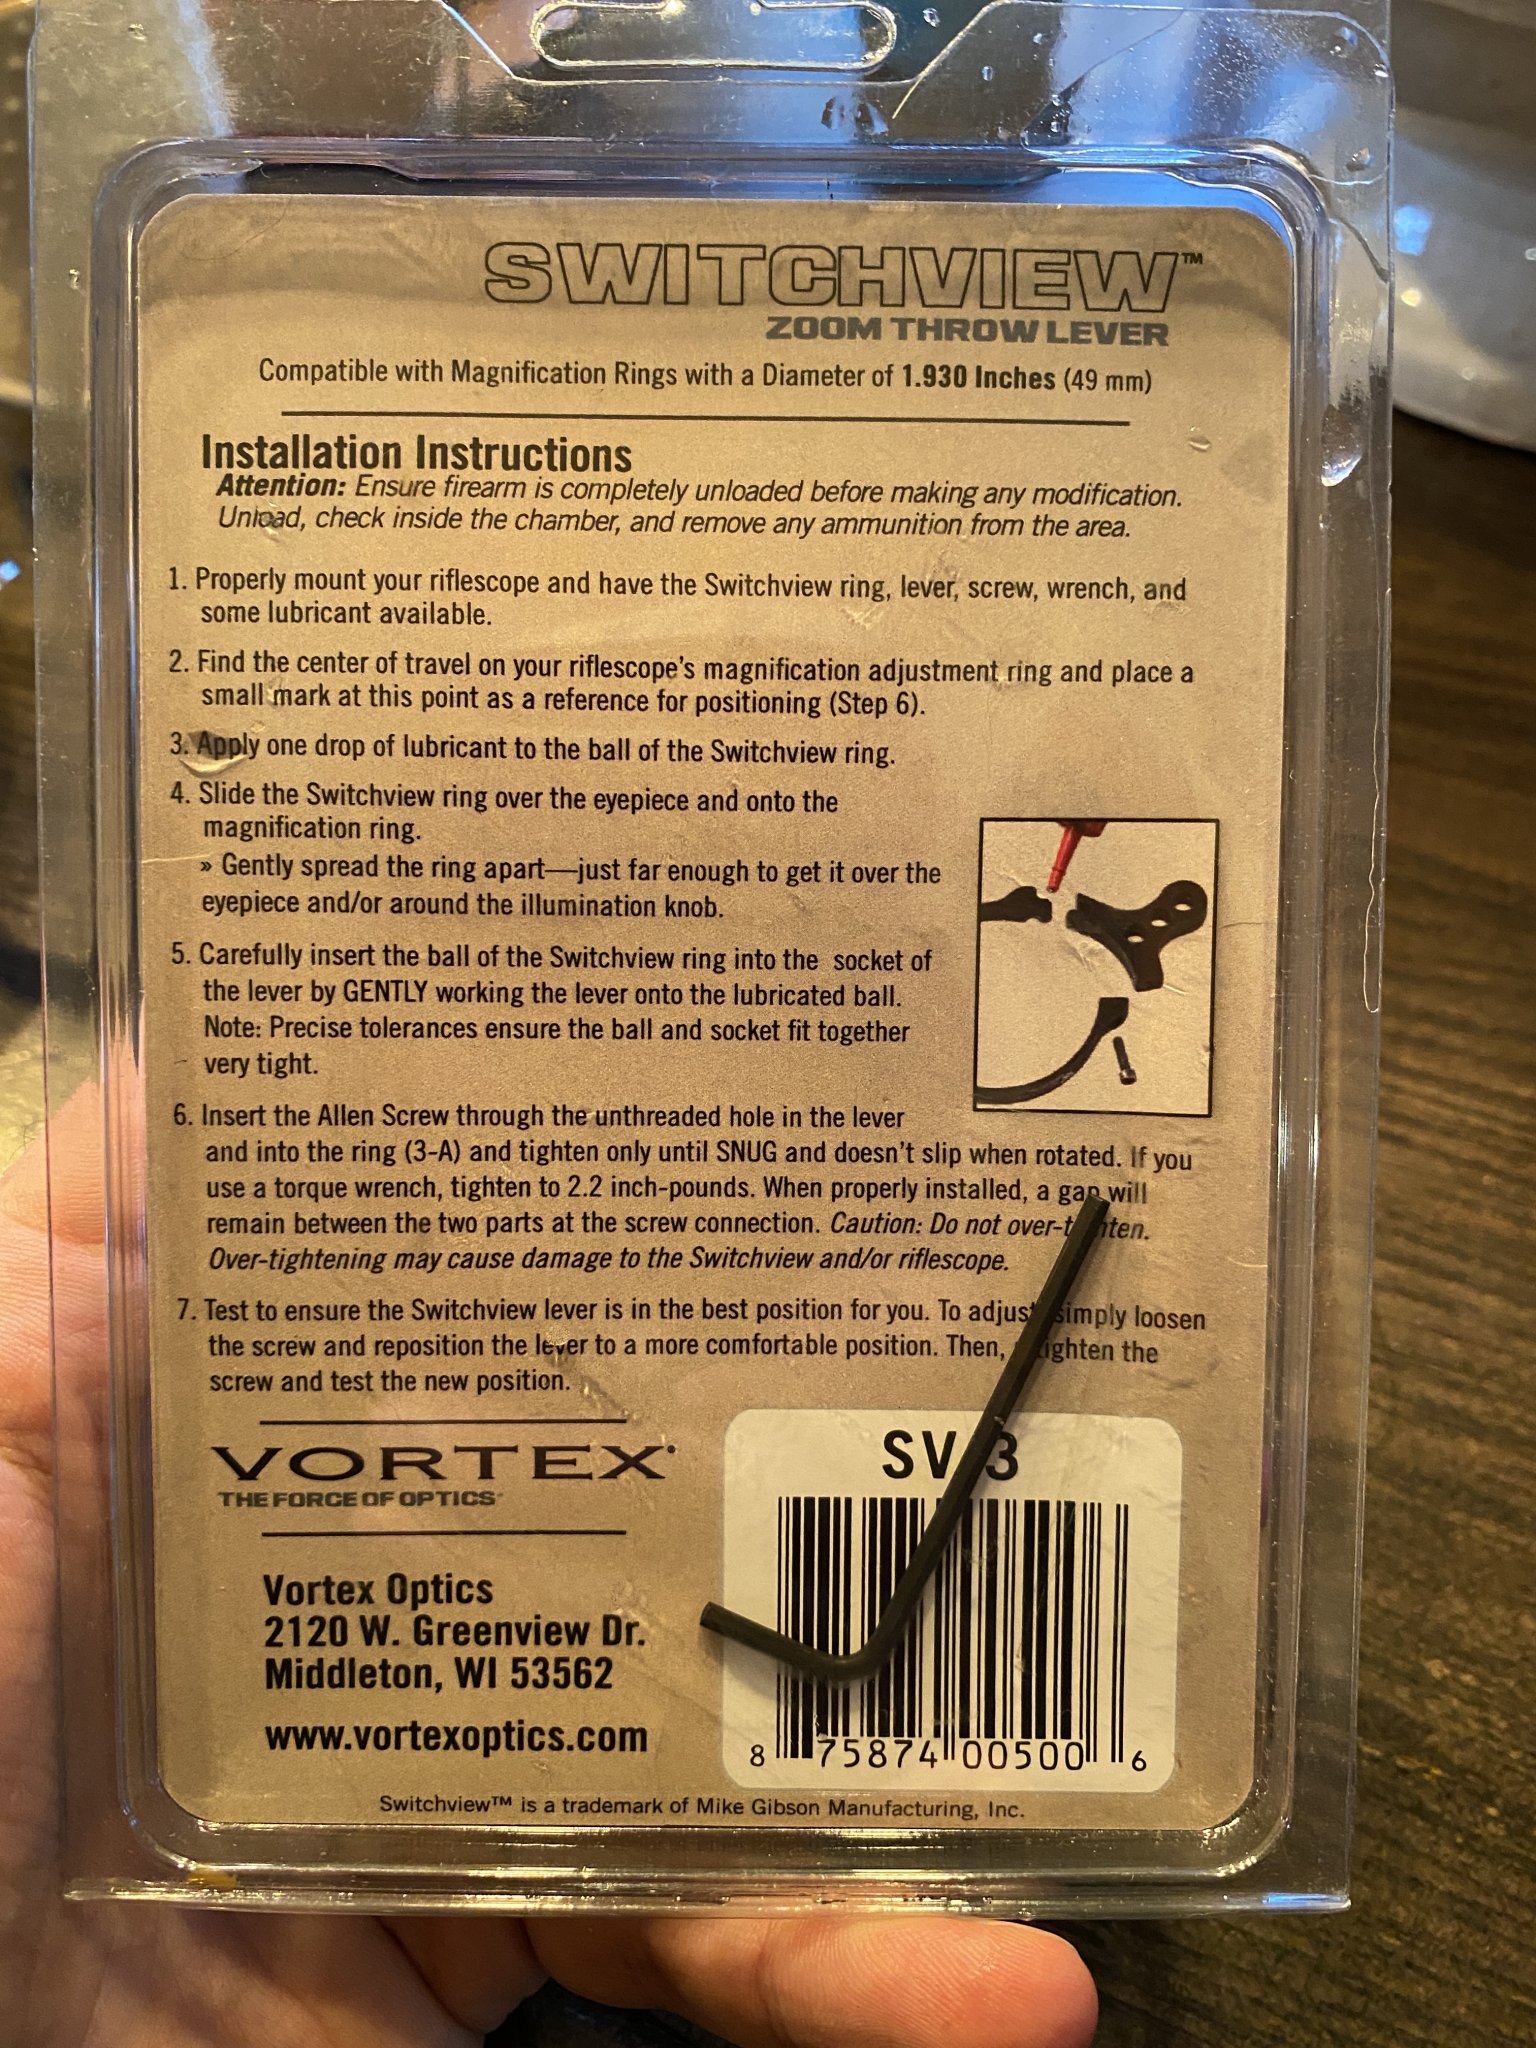 SWITCHVIEW™
ZOOM THROW LEVER
Compatible with Magnification Rings with a Diameter of 1.930 Inches (49 mm)
Installation Instructions
Attention: Ensure firearm is completely unloaded before making any modification.
Unload, check inside the chamber, and remove any ammunition from the area.
1. Properly mount your riflescope and have the Switchview ring, lever, screw, wrench, and
some lubricant available.
2. Find the center of travel on your riflescope's magnification adjustment ring and place a
small mark at this point as a reference for positioning (Step 6).
3. Apply one drop of lubricant to the ball of the Switchview ring.
4. Slide the Switchview ring over the eyepiece and onto the
magnification ring.
» Gently spread the ring apart—just far enough to get it over the
eyepiece and/or around the illumination knob.
5. Carefully insert the ball of the Switchview ring into the socket of
the lever by GENTLY working the lever onto the lubricated ball.
Note: Precise tolerances ensure the ball and socket fit together
very tight.
6. Insert the Allen Screw through the unthreaded hole in the lever
and into the ring (3-A) and tighten only until SNUG and doesn't slip when rotated. If you
use a torque wrench, tighten to 2.2 inch-pounds. When properly installed, a gap will
remain between the two parts at the screw connection. Caution: Do not over-tighten.
Over-tightening may cause damage to the Switchview and/or riflescope.
7. Test to ensure the Switchview lever is in the best position for you. To adjust simply loosen
the screw and reposition the lever to a more comfortable position. Then, tighten the
screw and test the new position.
VORTEX
THE FORCE OF OPTICS
SV 3
Vortex Optics
2120 W. Greenview Dr.
Middleton, WI 53562
www.vortexoptics.com
8 75874 00500 6
Switchview™ is a trademark of Mike Gibson Manufacturing, Inc.